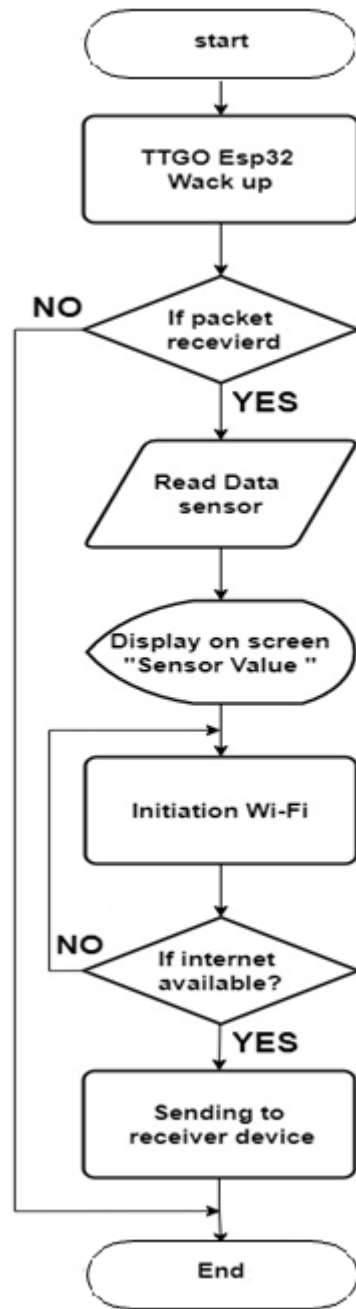 start
TTGO Esp32
Wack up
NO
If packet
recevierd
YES
Read Data
sensor
Display on screen
"Sensor Value "
Initiation Wi-Fi
NO
If internet
available?
YES
Sending to
receiver device
End